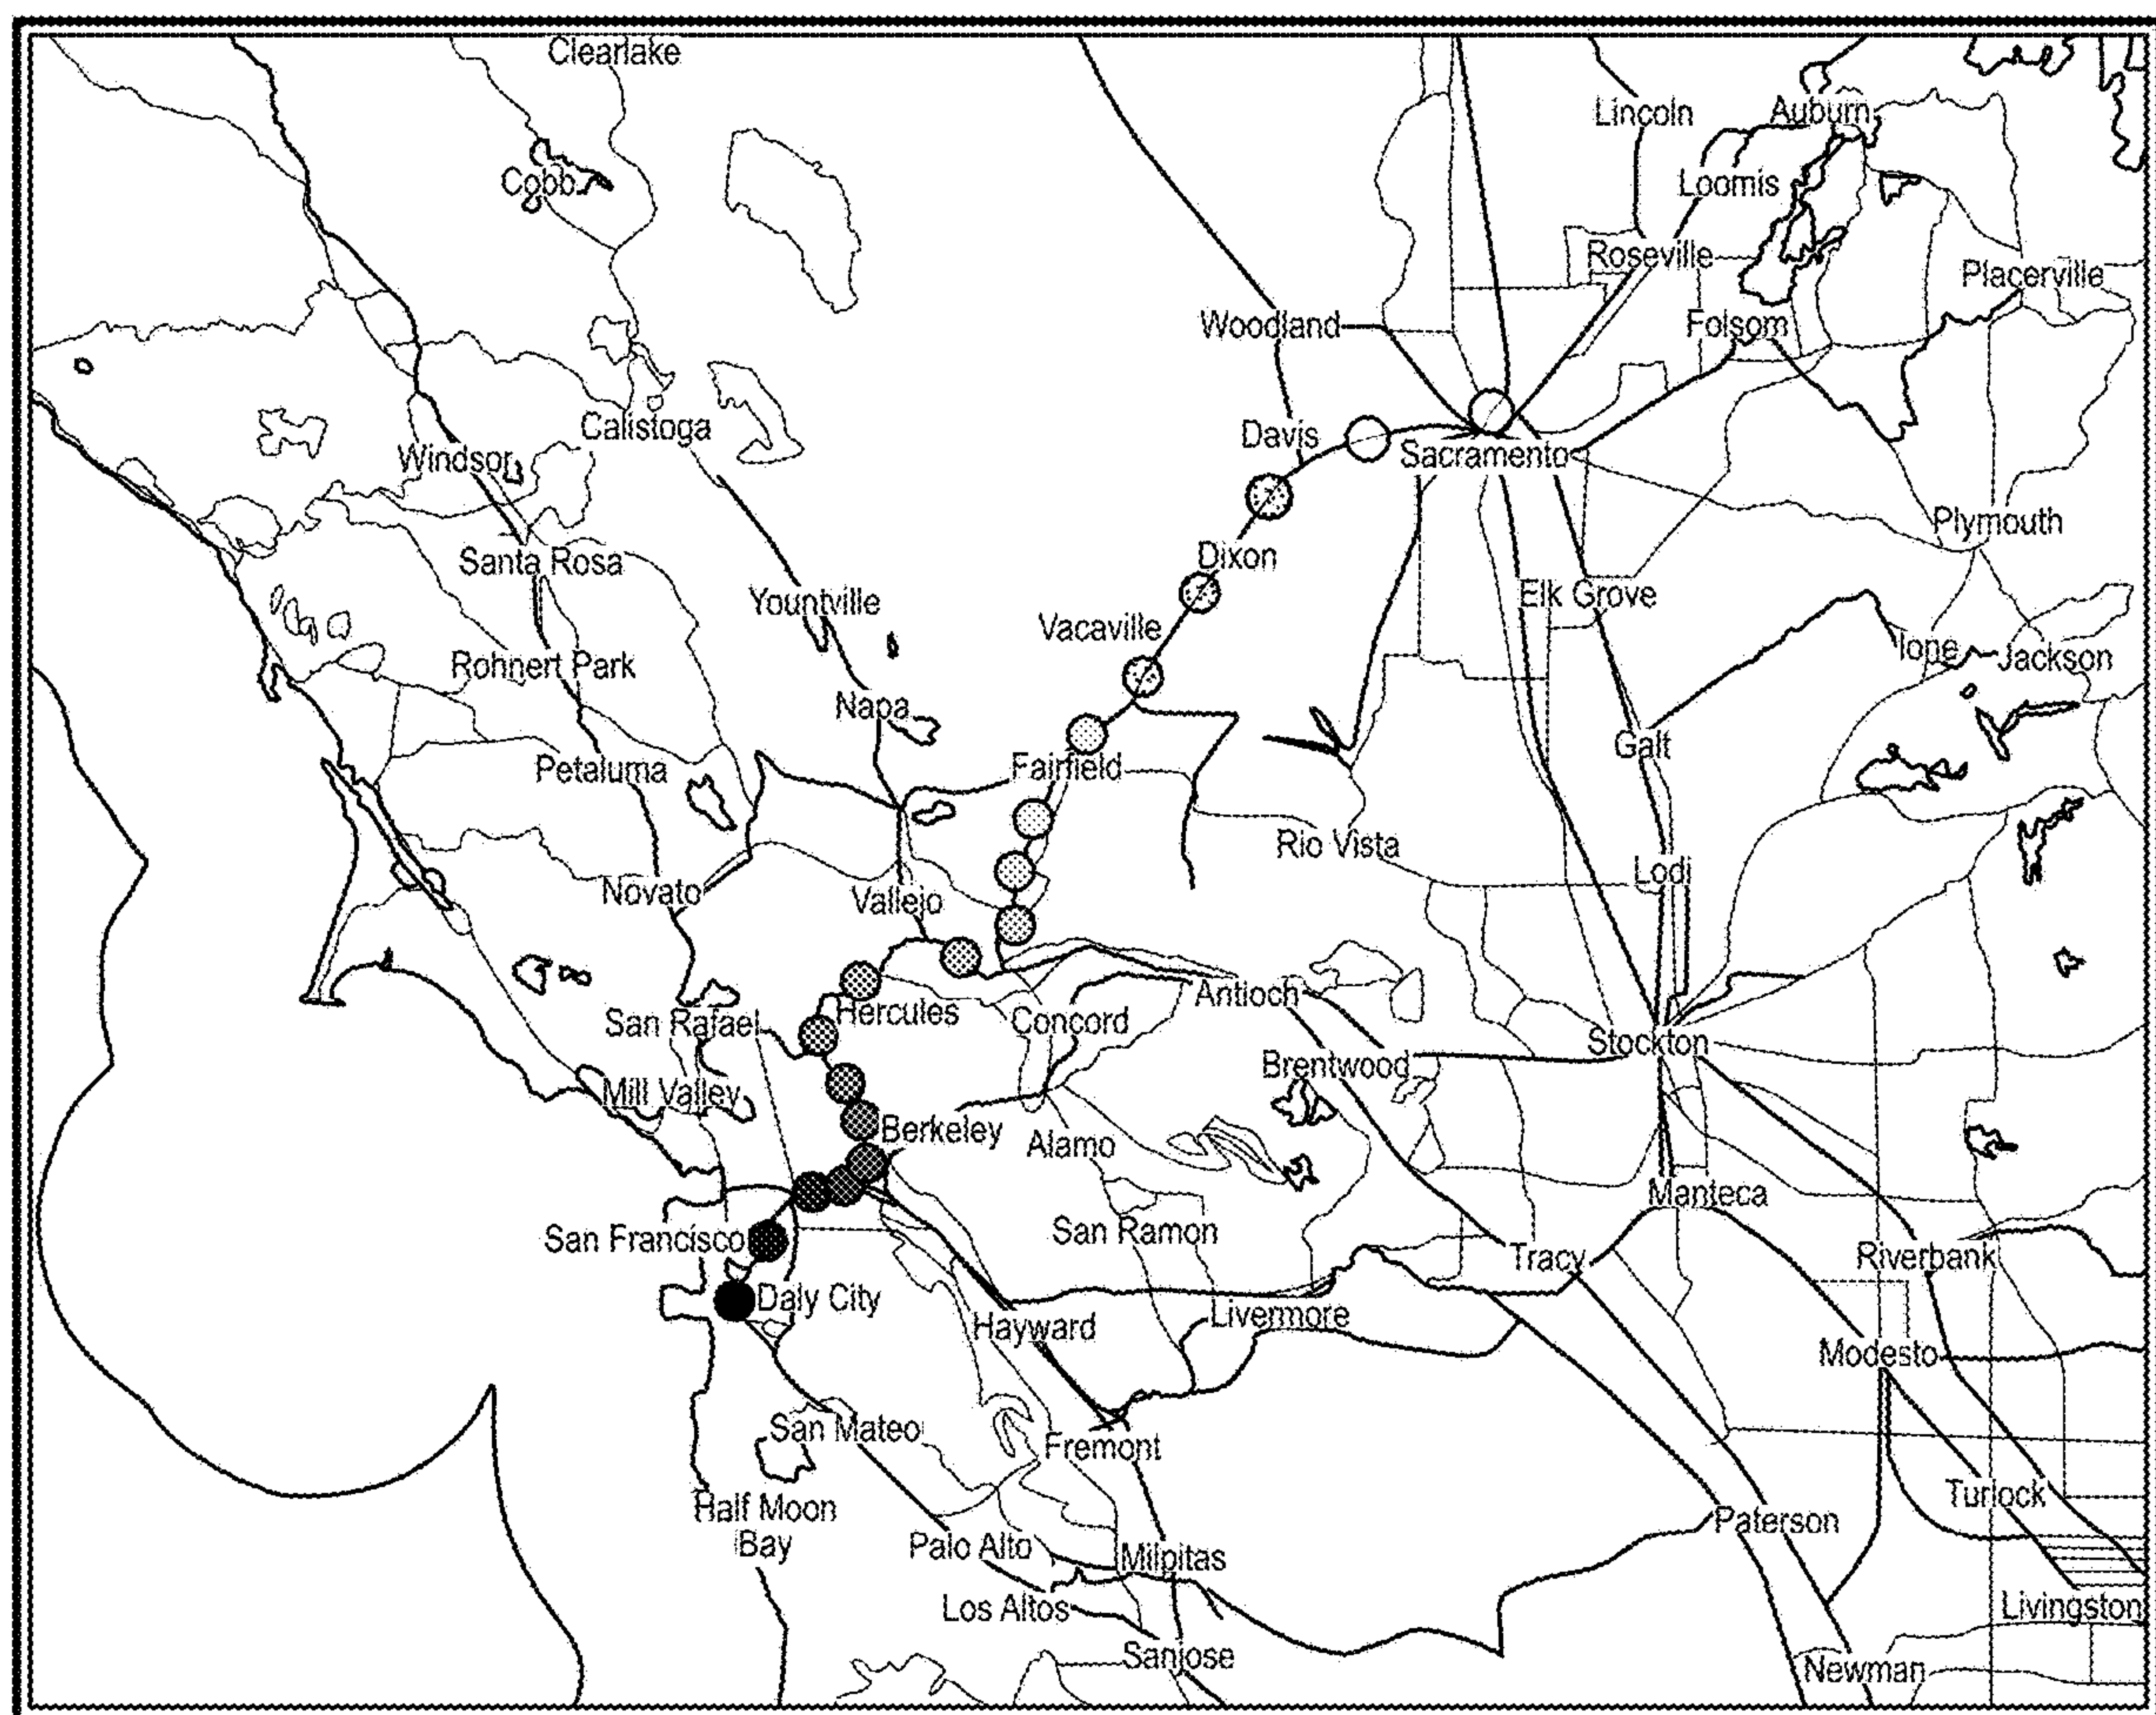 Clearlake
Lincoln
Auburn
Cobb
Loomis
Roseville
Placerville
Woodland
Folsom
Calistoga
Davis
Windsor
Sacramento
Plymouth
Santa Rosa
Dixon
Yountville
Elk Grove
Vacaville
Rohnert Park
Ione
Jackson
Napa
Galt
Petaluma
Fairfield
Rio Vista
Lodi
Novato
Vallejo
Antioch
San Rafael
Hercules
Concord
Stockton
Brentwood
Mill Valley
Berkeley
Alamo
Manteca
San Francisco
San Ramon
Tracy
Riverbank
Daly City
Livermore
Hayward
Modesto
San Mateo
Fremont
Half Moon
Bay
Turlock
Paterson
Palo Alto
Milpitas
Los Altos
Livingston
Sanjose
Newman